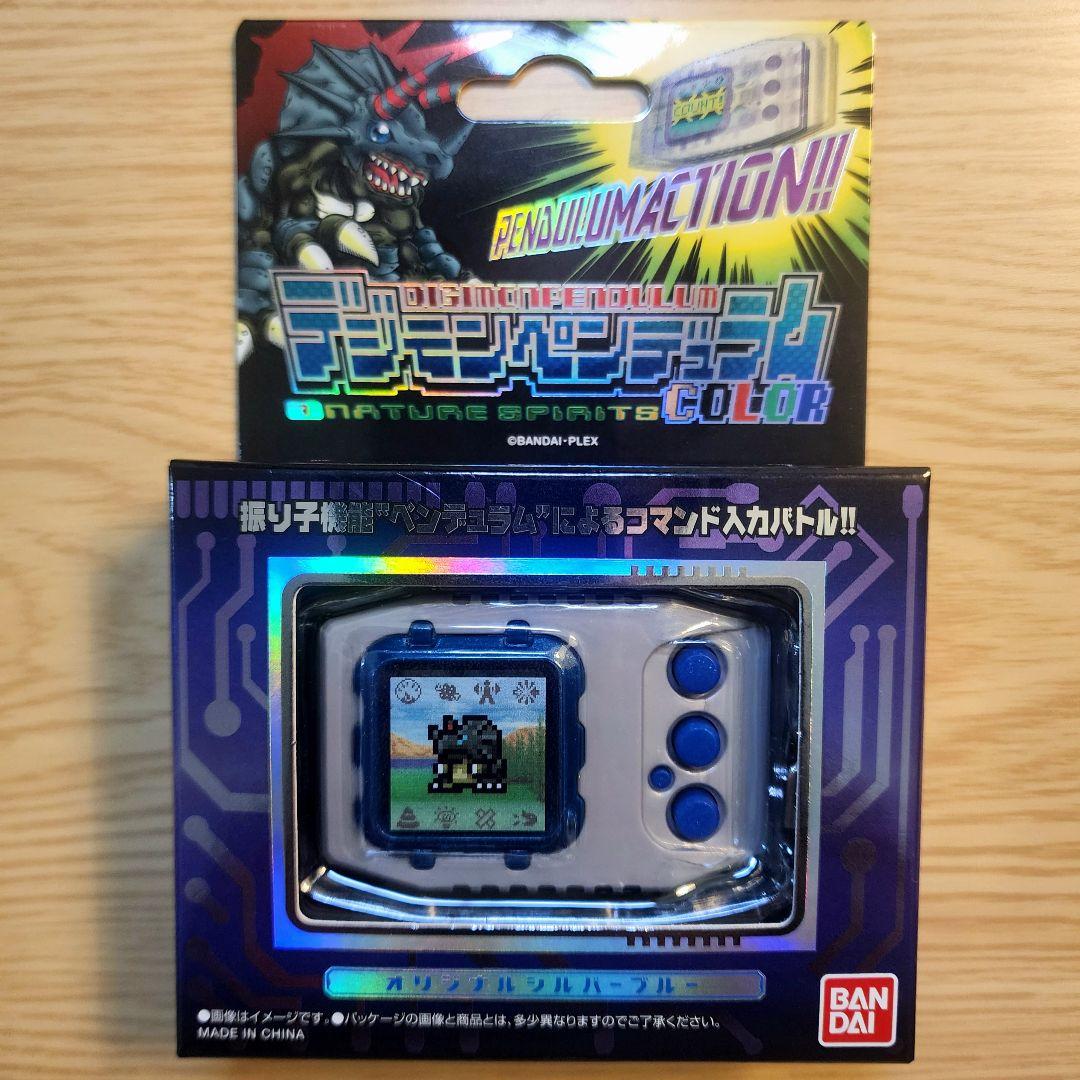 COUNT!
PENDULUMACTION!!
DIGIMONPENDULUM
デジモンペンデュラム
COLOR
1 NATURE SPIRITS
©BANDAI・PLEX
振り子機能"ペンデュラム"によるコマンド入力バトル!!
オリジナルシルバーブルー
●画像はイメージです。●パッケージの画像と商品とは、多少異なりますのでご了承ください。
MADE IN CHINA
BAN
DAI